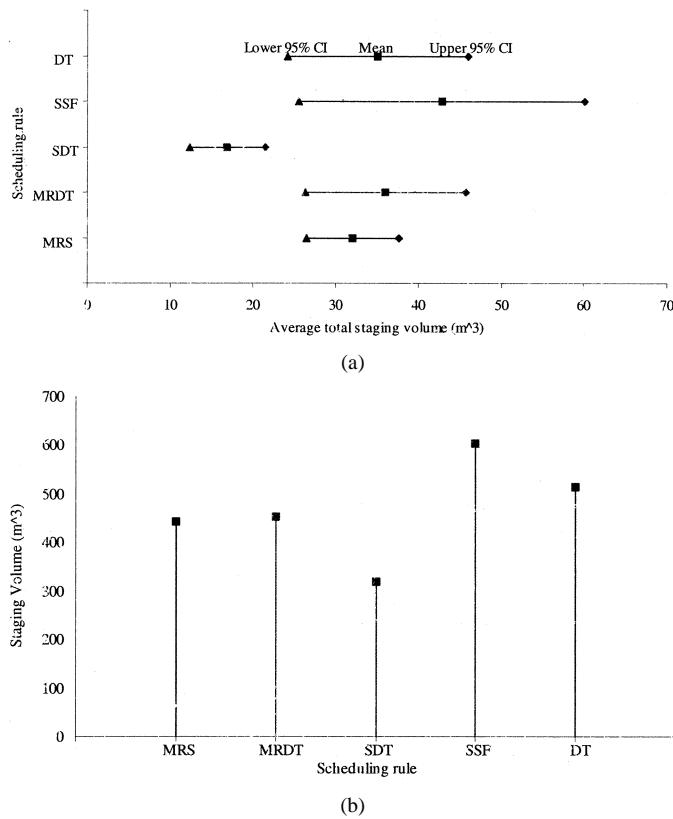 Lower 95% CI Mean Upper 95% CI
DT
SSF
SDT
MRDT
MRS
Scheduling rule
0 10 20 30 40 50 60 70
Average total staging volume (m^3)
(a)
700
600
500
400
300
200
100
0
Staging Volume (m^3)
MRS MRDT SDT SSF DT
Scheduling rule
(b)